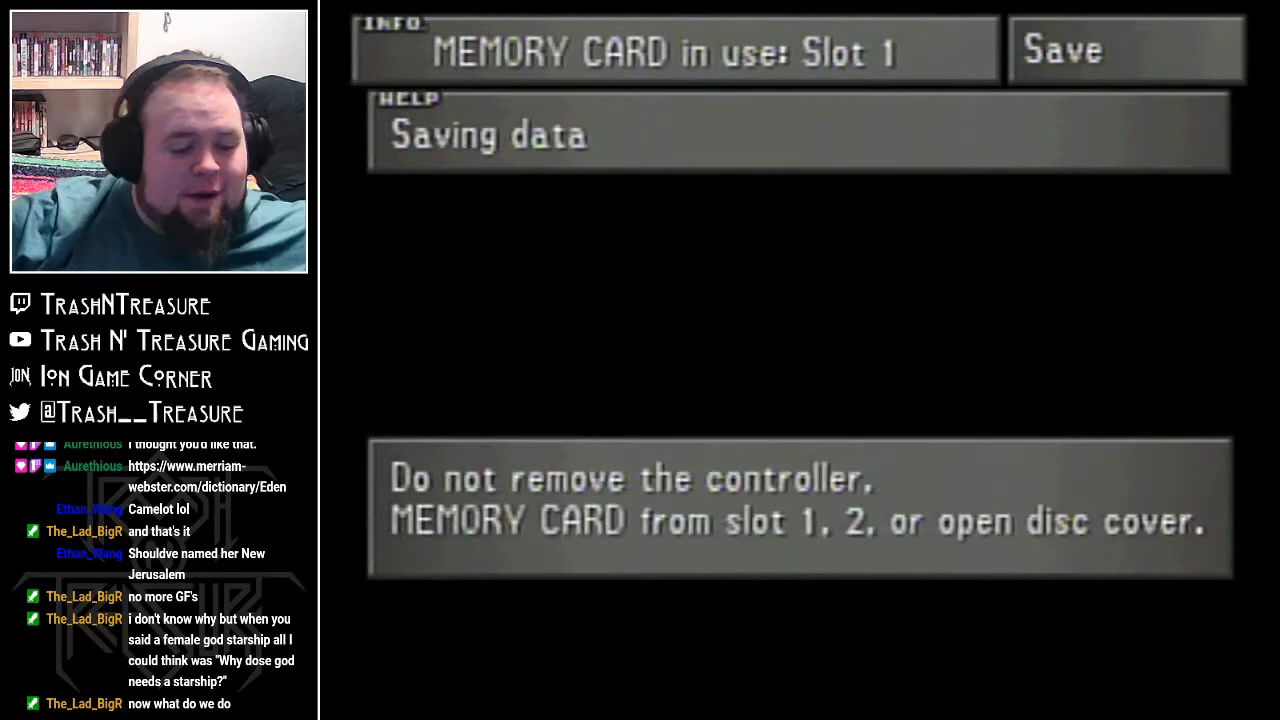 INFO
MEMORY CARD in use: Slot 1
Save
HELP
Saving data
Do not remove the controller,
MEMORY CARD from slot 1, 2, or open disc cover.
TrashNTreasure
Trash N' Treasure Gaming
ION Ion Game Corner
@Trash__Treasure
Aurethious I thought you'd like that.
Aurethious https://www.merriam-
webster.com/dictionary/Eden
Ethan_Wang Camelot lol
The_Lad_BigR and that's it
Ethan_Wang Shouldve named her New
Jerusalem
The_Lad_BigR no more GF's
The_Lad_BigR i don't know why but when you
said a female god starship all I
could think was "Why dose god
needs a starship?"
The_Lad_BigR now what do we do